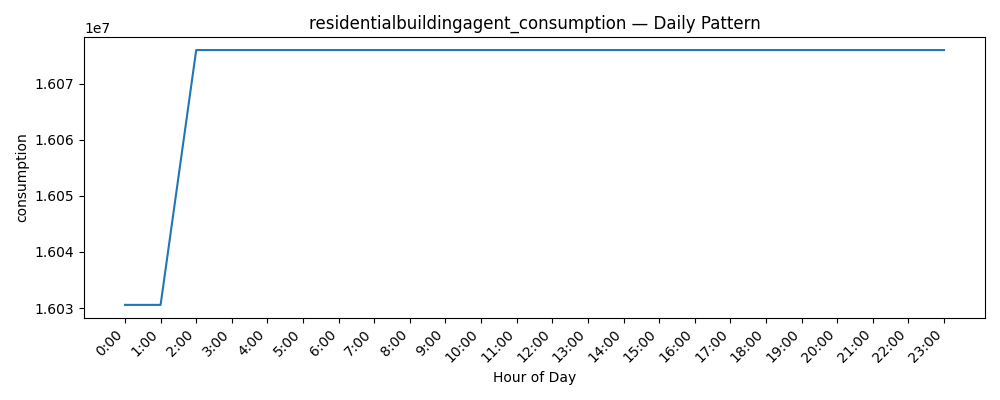 residentialbuildingagent_consumption — Daily Pattern
1e7
1.607
1.606
1.605
1.604
1.603
consumption
0:00 1:00 2:00 3:00 4:00 5:00 6:00 7:00 8:00 9:00 10:00 11:00 12:00 13:00 14:00 15:00 16:00 17:00 18:00 19:00 20:00 21:00 22:00 23:00
Hour of Day